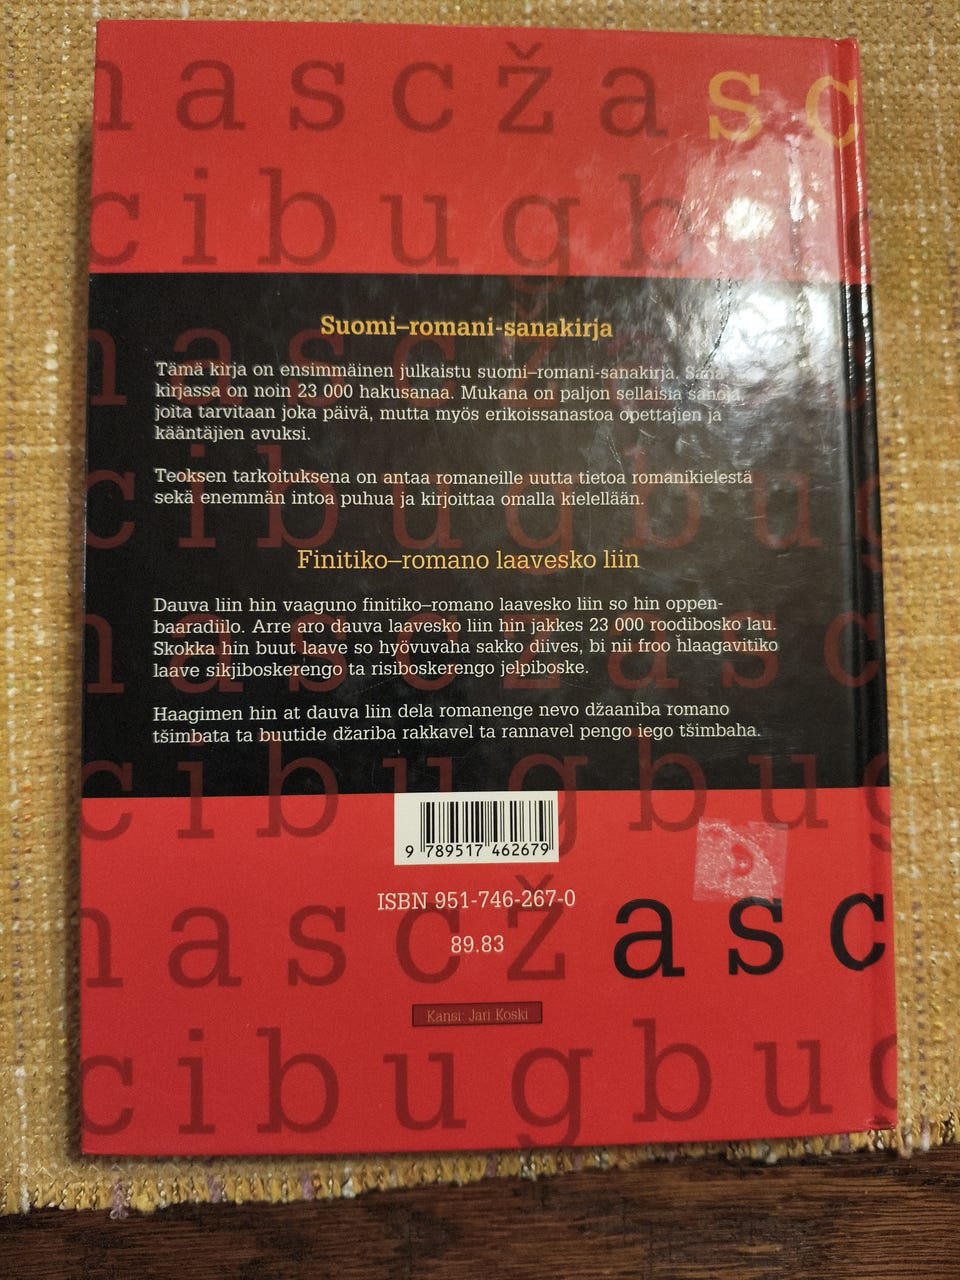 n a s c ž a s c
c i b u g b
Suomi–romani-sanakirja
Tämä kirja on ensimmäinen julkaistu suomi–romani-sanakirja. Sana-
kirjassa on noin 23 000 hakusanaa. Mukana on paljon sellaisia sanoja,
joita tarvitaan joka päivä, mutta myös erikoissanastoa opettajien ja
kääntäjien avuksi.
Teoksen tarkoituksena on antaa romaneille uutta tietoa romanikielestä
sekä enemmän intoa puhua ja kirjoittaa omalla kielellään.
Finitiko–romano laavesko liin
Dauva liin hin vaaguno finitiko–romano laavesko liin so hin oppen-
baaradiilo. Arre aro dauva laavesko liin hin jakkes 23 000 roodibosko lau.
Skokka hin buut laave so hyövuvaha sakko diives, bi nii froo ȟlaagavitiko
laave sikjiboskerengo ta risiboskerengo jelpiboske.
Haagimen hin at dauva liin dela romanenge nevo džaaniba romano
tšimbata ta buutide džariba rakkavel ta rannavel pengo iego tšimbaha.
c i b u g b u g
9 789517 462679
ISBN 951-746-267-0
89.83
n a s c ž a s c
Kansi: Jari Koski
c i b u ğ b u g